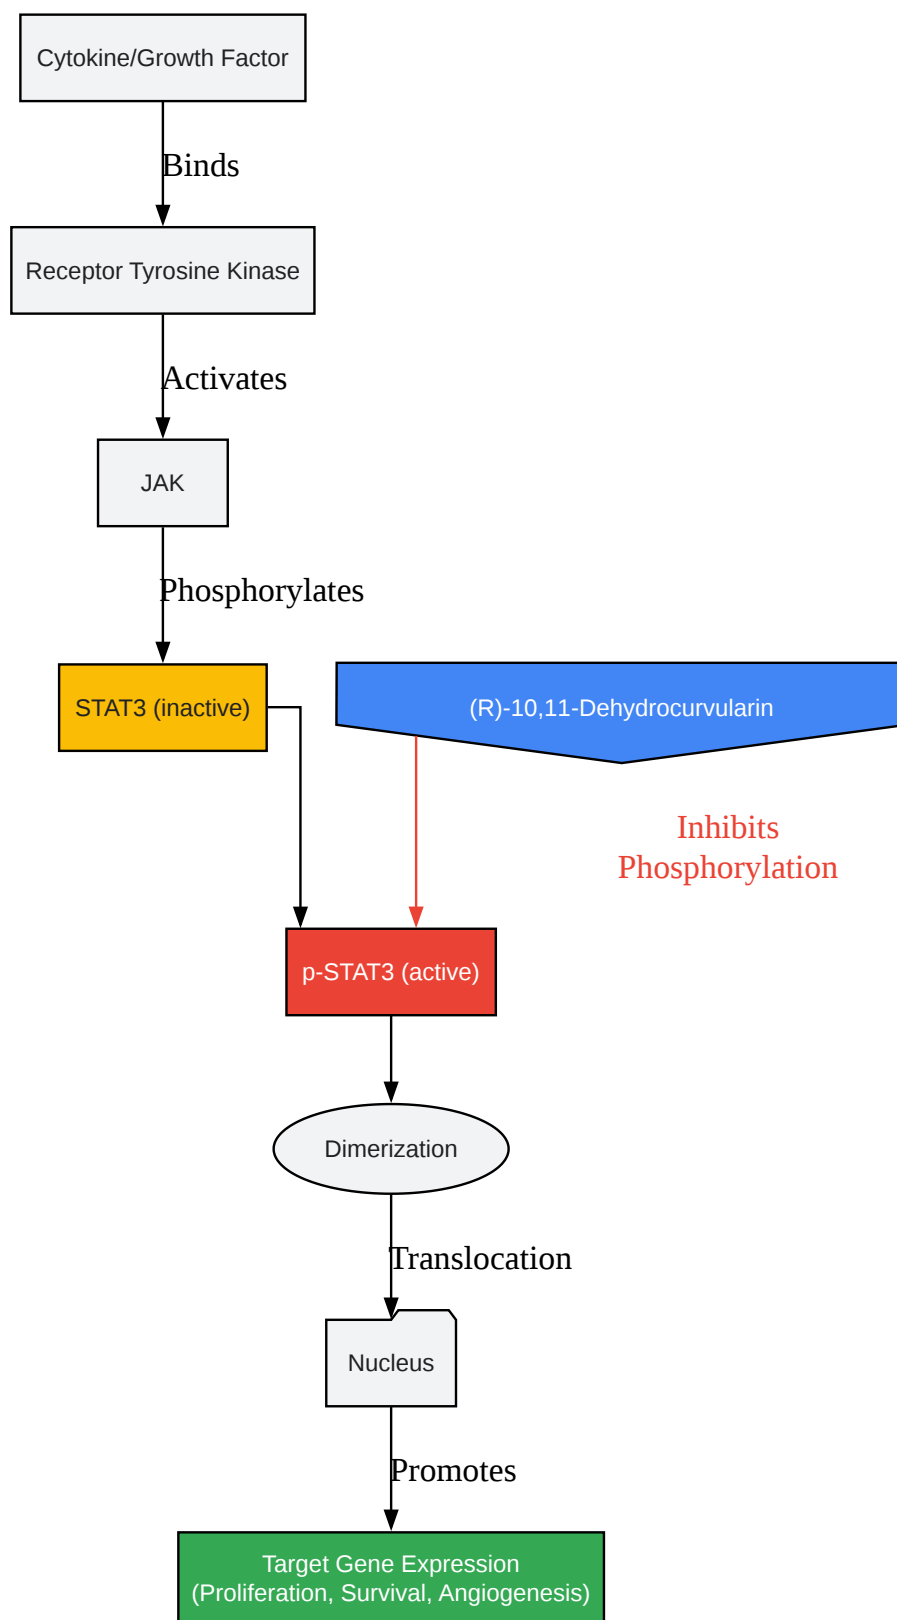 Cytokine/Growth Factor
Binds
Receptor Tyrosine Kinase
Activates
JAK
Phosphorylates
STAT3 (inactive)
(R)-10,11-Dehydrocurvularin
Inhibits
Phosphorylation
p-STAT3 (active)
Dimerization
Translocation
Nucleus
Promotes
Target Gene Expression
(Proliferation, Survival, Angiogenesis)